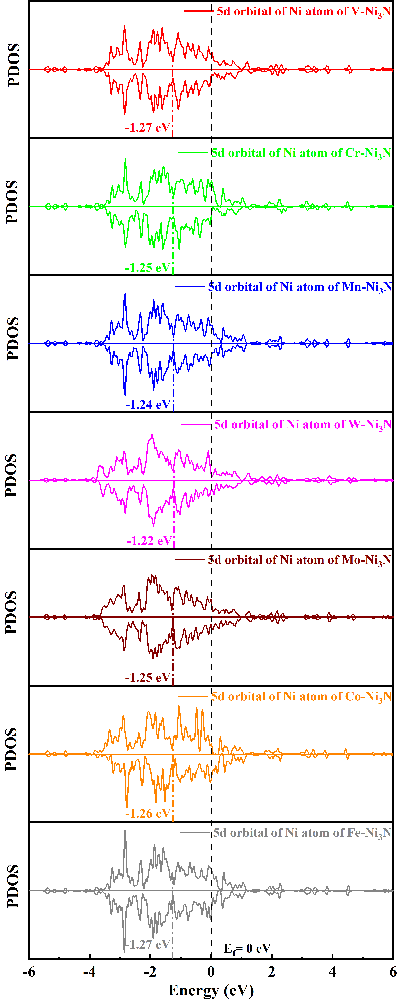 5d orbital of Ni atom of V-Ni₃N
PDOS
-1.27 eV
5d orbital of Ni atom of Cr-Ni₃N
PDOS
-1.25 eV
5d orbital of Ni atom of Mn-Ni₃N
PDOS
-1.24 eV
5d orbital of Ni atom of W-Ni₃N
PDOS
-1.22 eV
5d orbital of Ni atom of Mo-Ni₃N
PDOS
-1.25 eV
5d orbital of Ni atom of Co-Ni₃N
PDOS
-1.26 eV
5d orbital of Ni atom of Fe-Ni₃N
PDOS
-1.27 eV
E_f= 0 eV
-6 -4 -2 0 2 4 6
Energy (eV)